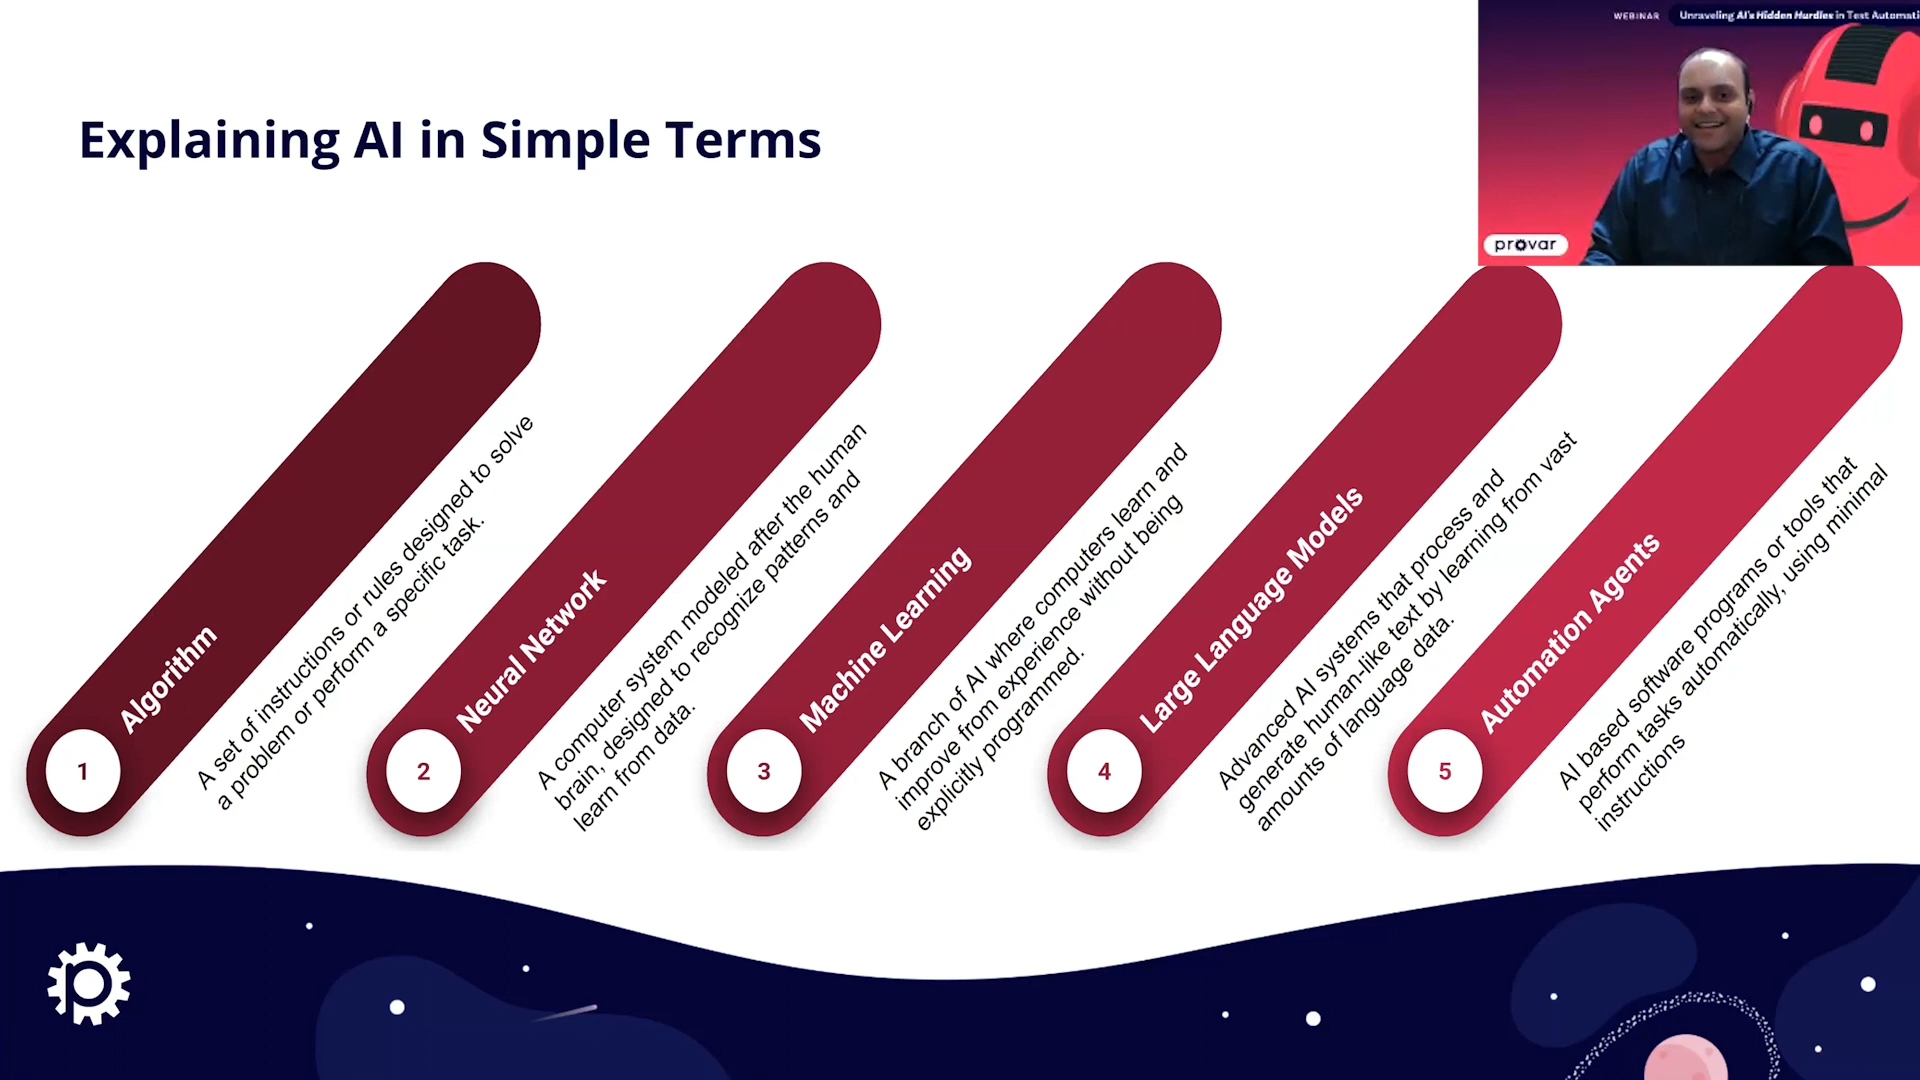 WEBINAR
Unraveling AI's Hidden Hurdles in Test Automati
Explaining AI in Simple Terms
provar
1
Algorithm
A set of instructions or rules designed to solve
a problem or perform a specific task.
2
Neural Network
A computer system modeled after the human
brain, designed to recognize patterns and
learn from data.
3
Machine Learning
A branch of AI where computers learn and
improve from experience without being
explicitly programmed.
4
Large Language Models
Advanced AI systems that process and
generate human-like text by learning from vast
amounts of language data.
5
Automation Agents
AI based software programs or tools that
perform tasks automatically, using minimal
instructions